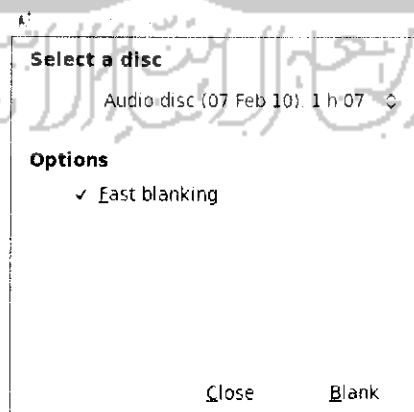 Select a disc
Audio disc (07 Feb 10). 1 h 07
Options
✓ Fast blanking
Close Blank